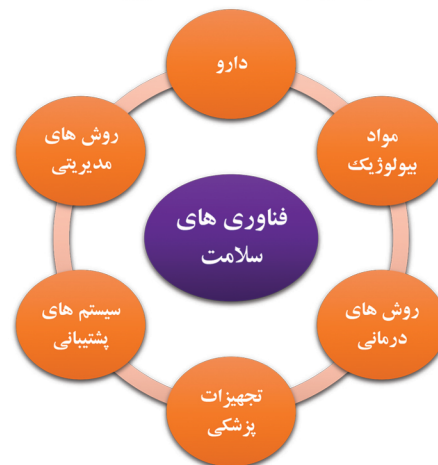 دارو
مواد
بیولوژیک
روش های
درمانی
تجهیزات
پزشکی
سیستم های
پشتیبانی
روش های
مدیریتی
فناوری های
سلامت